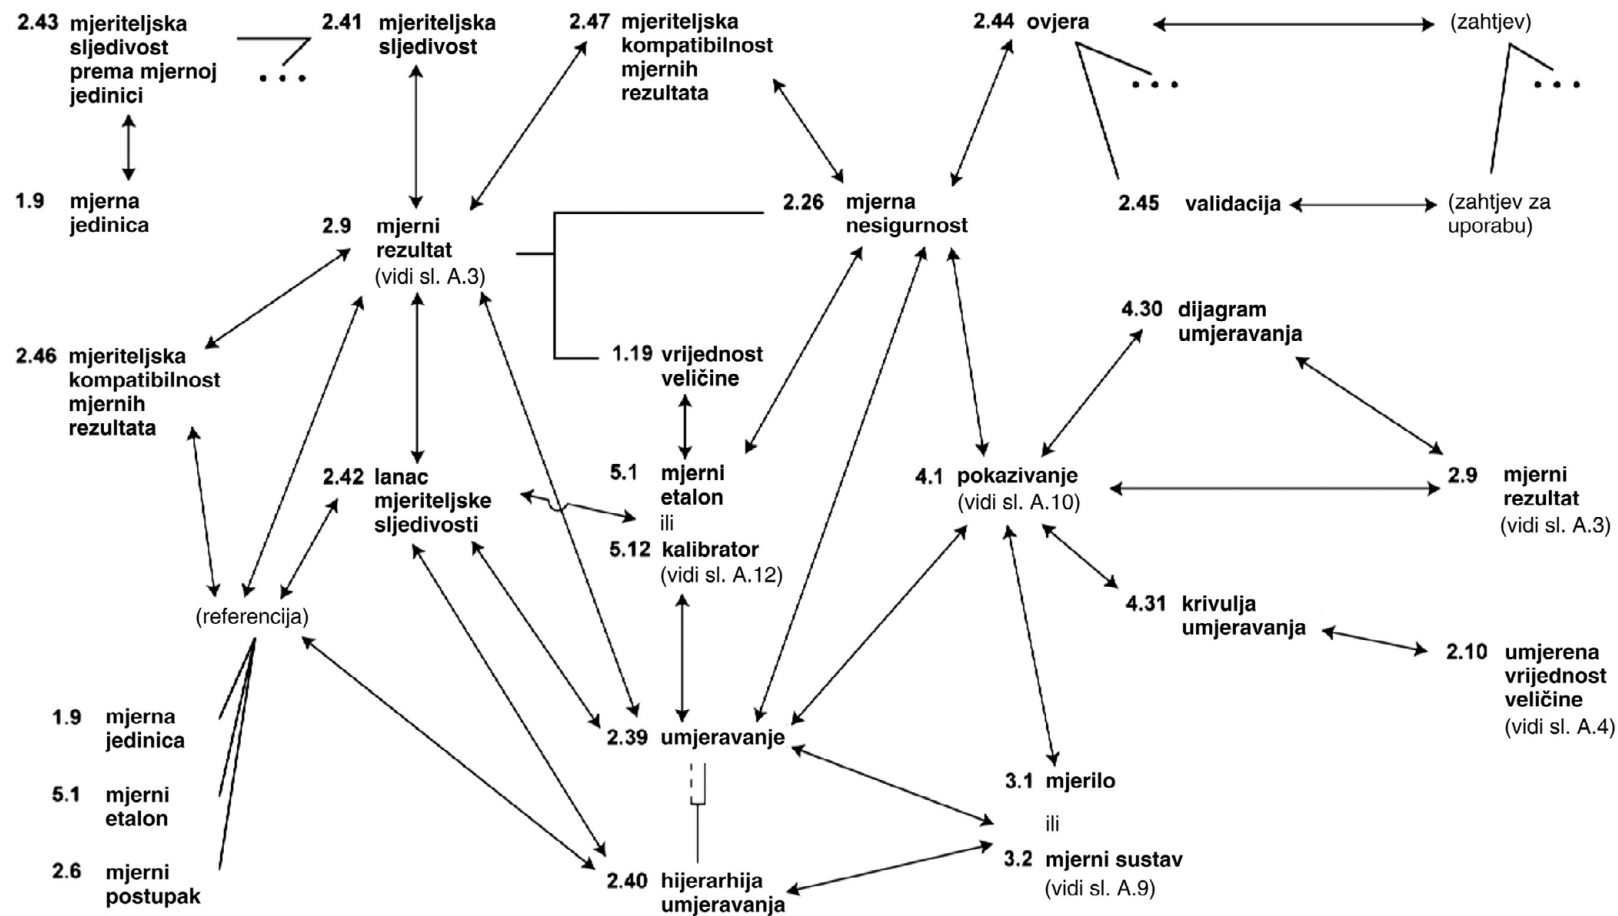 2.43 mjeriteljska
sljedivost
prema mjernoj
jedinici
2.41 mjeriteljska
sljedivost
2.47 mjeriteljska
kompatibilnost
mjernih
rezultata
2.44 ovjera
(zahtjev)
1.9 mjerna
jedinica
2.9 mjerni
rezultat
(vidi sl. A.3)
2.26 mjerna
nesigurnost
2.45 validacija
(zahtjev za
uporabu)
2.46 mjeriteljska
kompatibilnost
mjernih
rezultata
1.19 vrijednost
veličine
4.30 dijagram
umjeravanja
2.42 lanac
mjeriteljske
sljedivosti
5.1 mjerni
etalon
ili
5.12 kalibrator
(vidi sl. A.12)
4.1 pokazivanje
(vidi sl. A.10)
2.9 mjerni
rezultat
(vidi sl. A.3)
(referencija)
4.31 krivulja
umjeravanja
2.10 umjerena
vrijednost
veličine
(vidi sl. A.4)
1.9 mjerna
jedinica
5.1 mjerni
etalon
2.6 mjerni
postupak
2.39 umjeravanje
2.40 hijerarhija
umjeravanja
3.1 mjerilo
ili
3.2 mjerni sustav
(vidi sl. A.9)